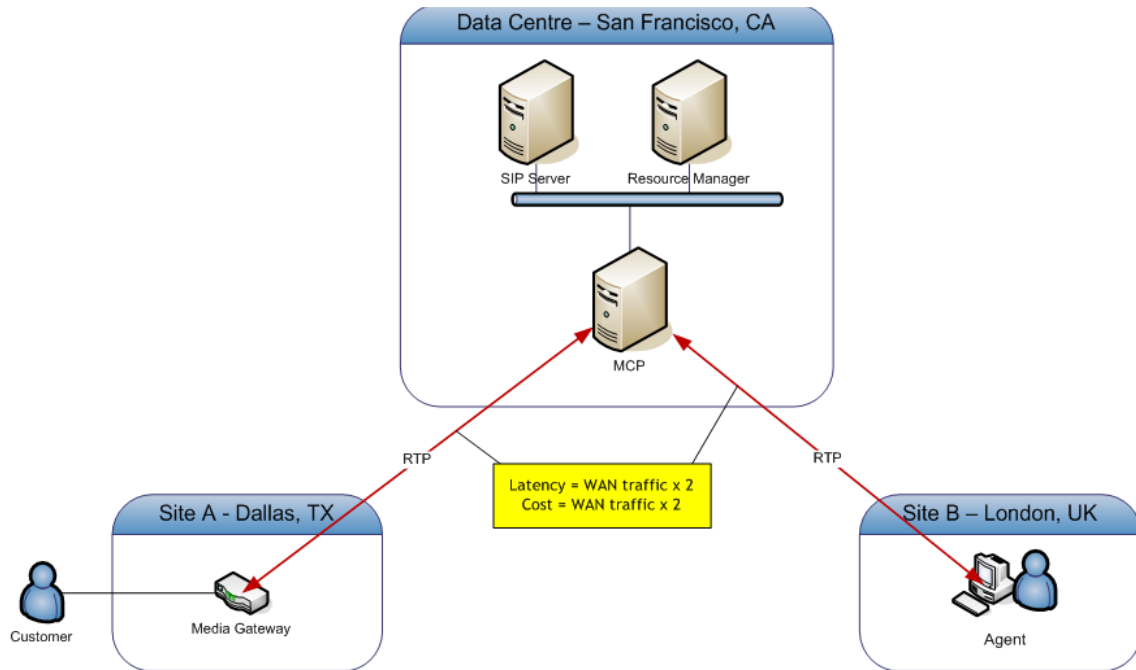 Data Centre – San Francisco, CA
SIP Server
Resource Manager
MCP
RTP
RTP
Latency = WAN traffic x 2
Cost = WAN traffic x 2
Site A - Dallas, TX
Site B – London, UK
Customer
Media Gateway
Agent